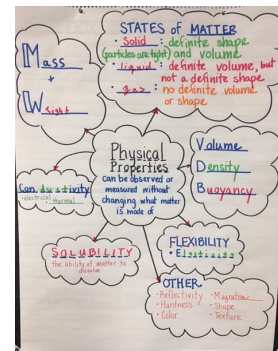 STATES of MATTER
• Solid : definite shape
(particles are tight) and volume
• liquid : definite volume, but
not a definite shape
• gas : no definite volume
or shape
Mass
+
Weight
Physical
Properties
can be observed or
measured without
changing what matter
is made of
Volume
Density
Buoyancy
Conductivity
• electrical
• thermal
SOLUBILITY
the ability of matter to
dissolve
FLEXIBILITY
+ Elasticity
OTHER
• Reflectivity • Magnetism
• Hardness • Shape
• Color • Texture